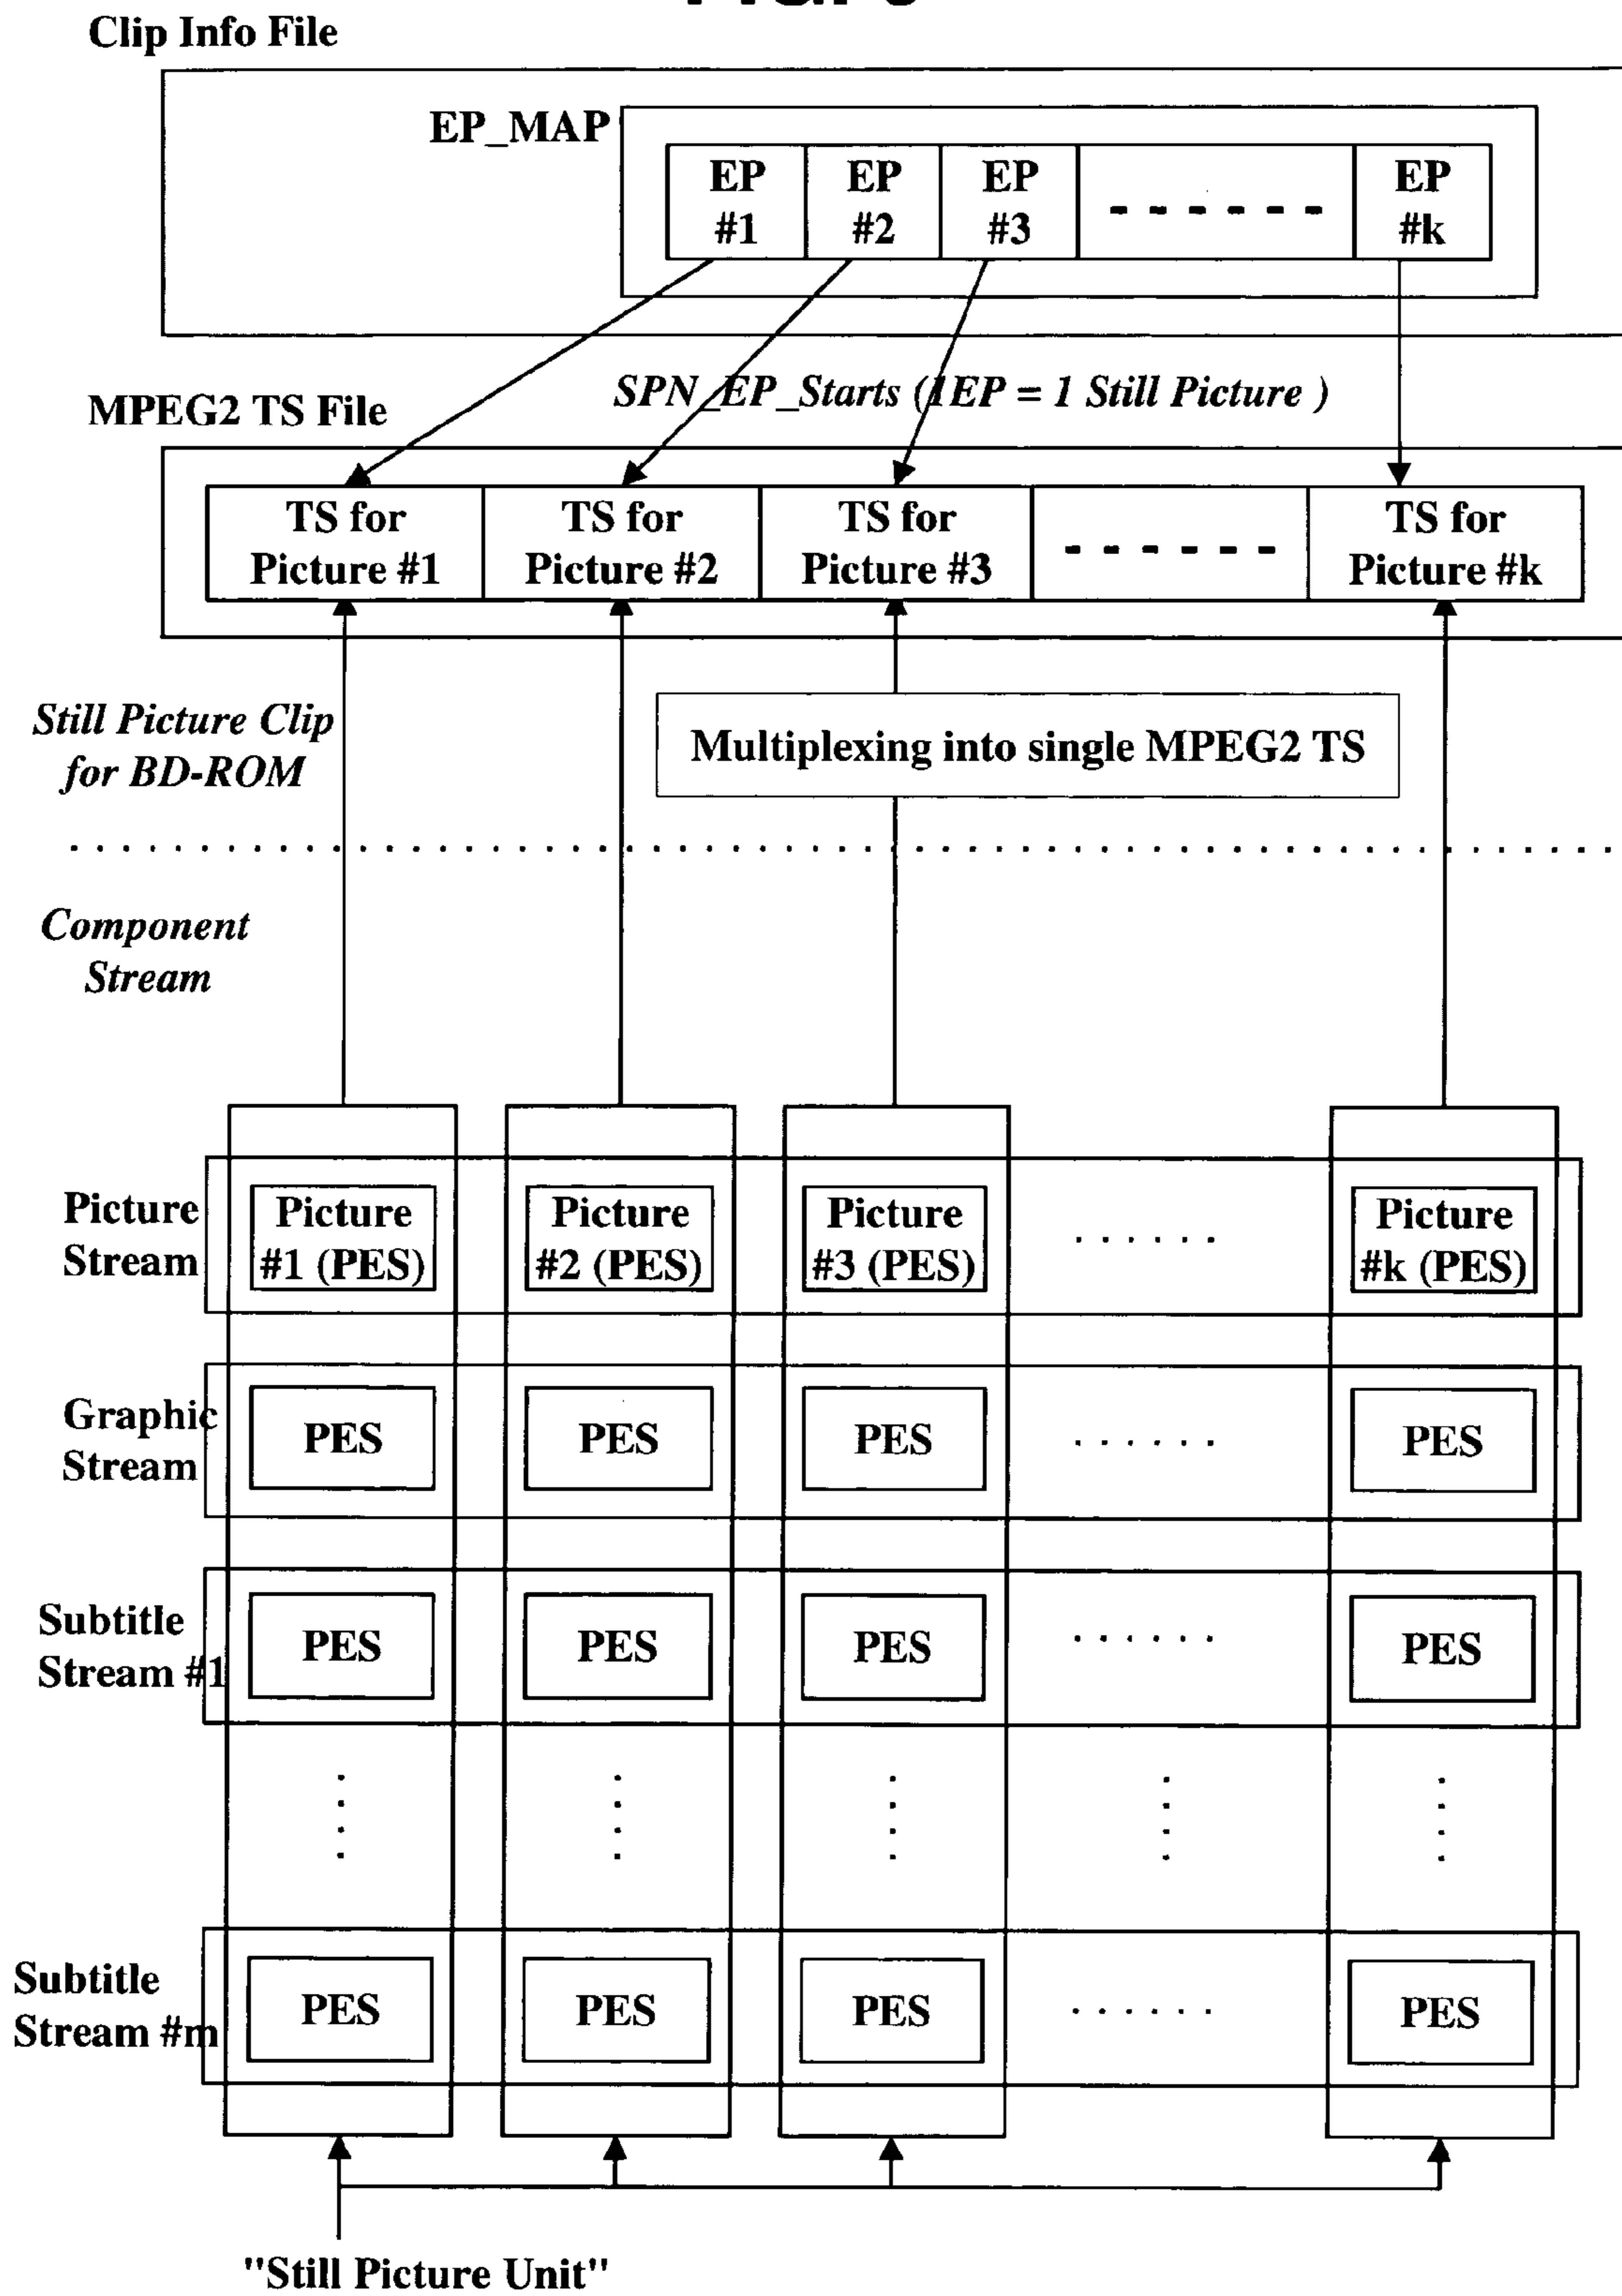 Clip Info File
EP_MAP
EP #1
EP #2
EP #3
EP #k
SPN_EP_Starts (1EP = 1 Still Picture )
MPEG2 TS File
TS for Picture #1
TS for Picture #2
TS for Picture #3
TS for Picture #k
Still Picture Clip
for BD-ROM
Multiplexing into single MPEG2 TS
Component
Stream
Picture
Stream
Picture #1 (PES)
Picture #2 (PES)
Picture #3 (PES)
Picture #k (PES)
Graphic
Stream
PES
PES
PES
PES
Subtitle
Stream #1
PES
PES
PES
PES
Subtitle
Stream #m
PES
PES
PES
PES
"Still Picture Unit"